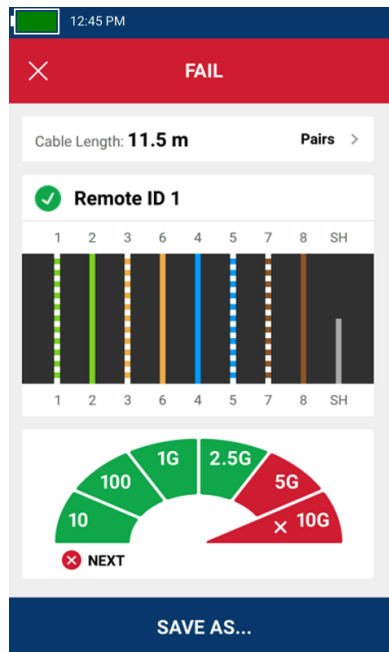 12:45 PM
FAIL
Cable Length: 11.5 m Pairs >
Remote ID 1
1 2 3 6 4 5 7 8 SH
1 2 3 6 4 5 7 8 SH
10 100 1G 2.5G 5G 10G
NEXT
SAVE AS...